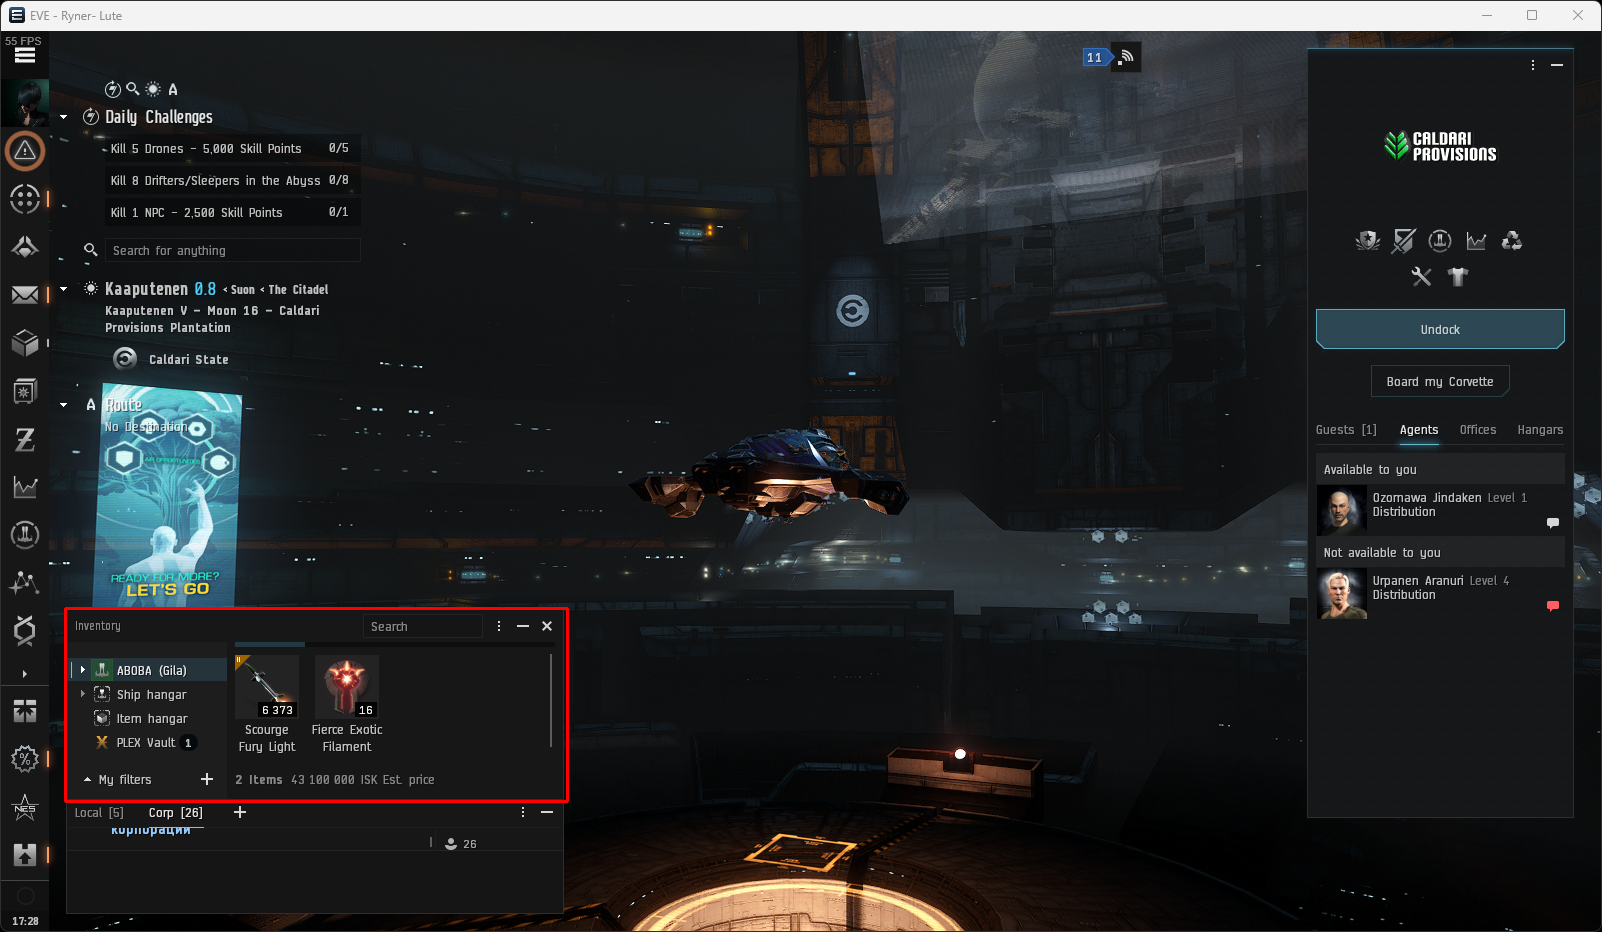 EVE - Ryner- Lute
55 FPS
11
Daily Challenges
Kill 5 Drones - 5,000 Skill Points 0/5
Kill 8 Drifters/Sleepers in the Abyss 0/8
Kill 1 NPC - 2,500 Skill Points 0/1
Search for anything
Kaaputenen 0.8 < Suon < The Citadel
Kaaputenen V - Moon 16 - Caldari
Provisions Plantation
Caldari State
Route
No Destination
AIR OPPORTUNITIES
READY FOR MORE?
LET'S GO
Inventory
Search
ABOBA (Gila)
Ship hangar
Item hangar
PLEX Vault 1
My filters
6 373
Scourge
Fury Light
16
Fierce Exotic
Filament
2 Items 43 100 000 ISK Est. price
Local [5] Corp [26]
корпорации
26
NES
17:28
CALDARI
PROVISIONS
Undock
Board my Corvette
Guests [1] Agents Offices Hangars
Available to you
Ozomawa Jindaken Level 1
Distribution
Not available to you
Urpanen Aranuri Level 4
Distribution